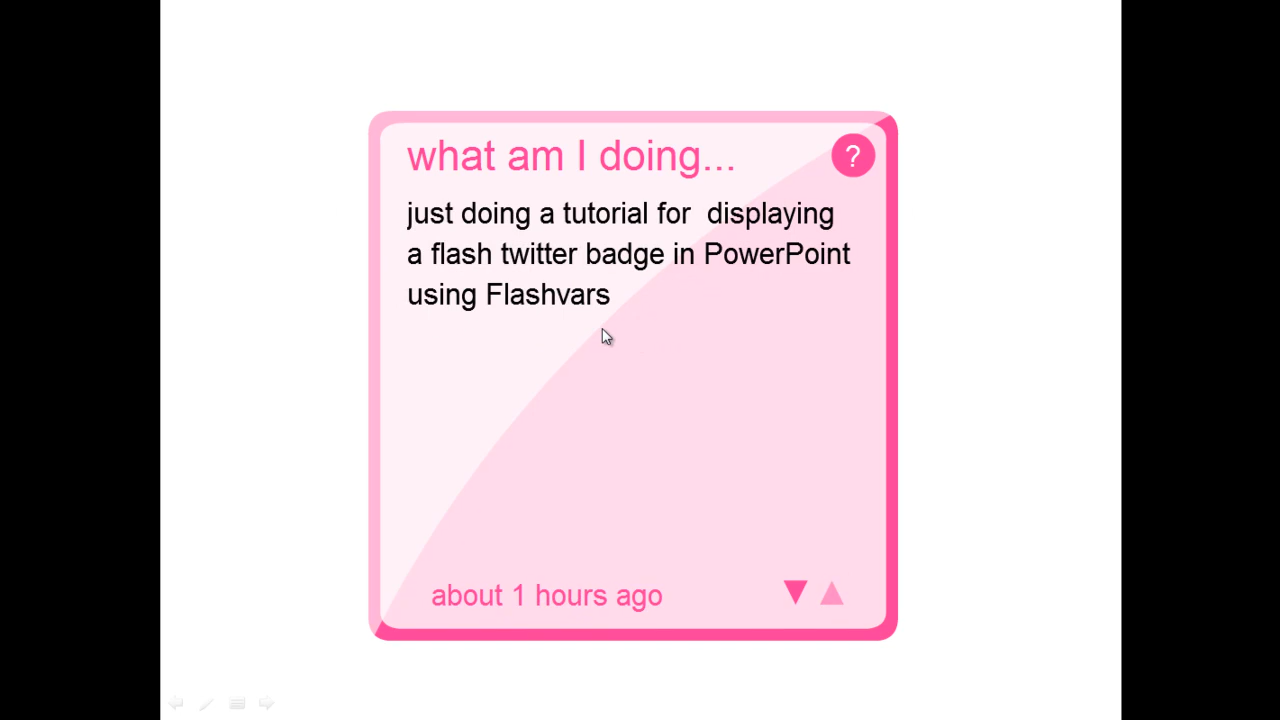 what am I doing...
?
just doing a tutorial for  displaying
a flash twitter badge in PowerPoint
using Flashvars
about 1 hours ago